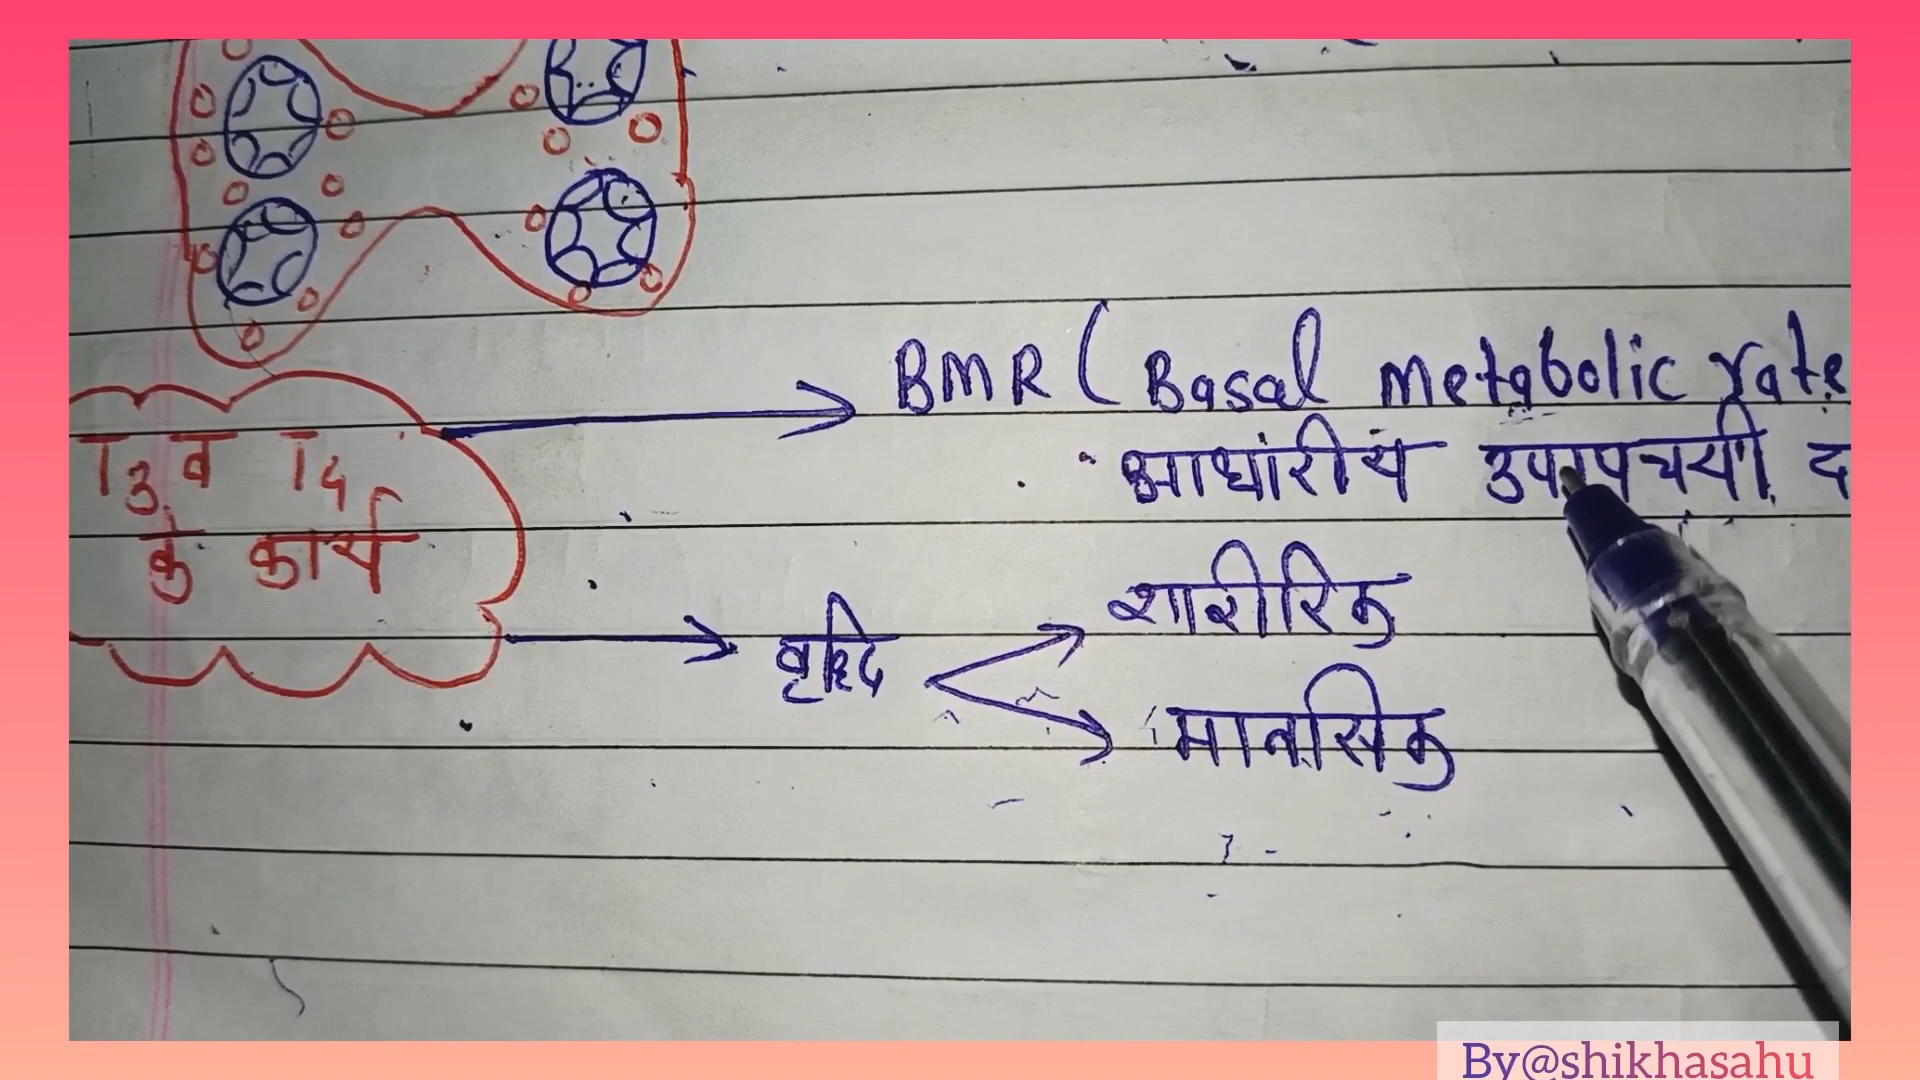 BMR ( Basal Metabolic rate
आधारीय उपापचयी द
T3 व T4
के कार्य
वृद्धि
शारीरिक
मानसिक
By@shikhasahu